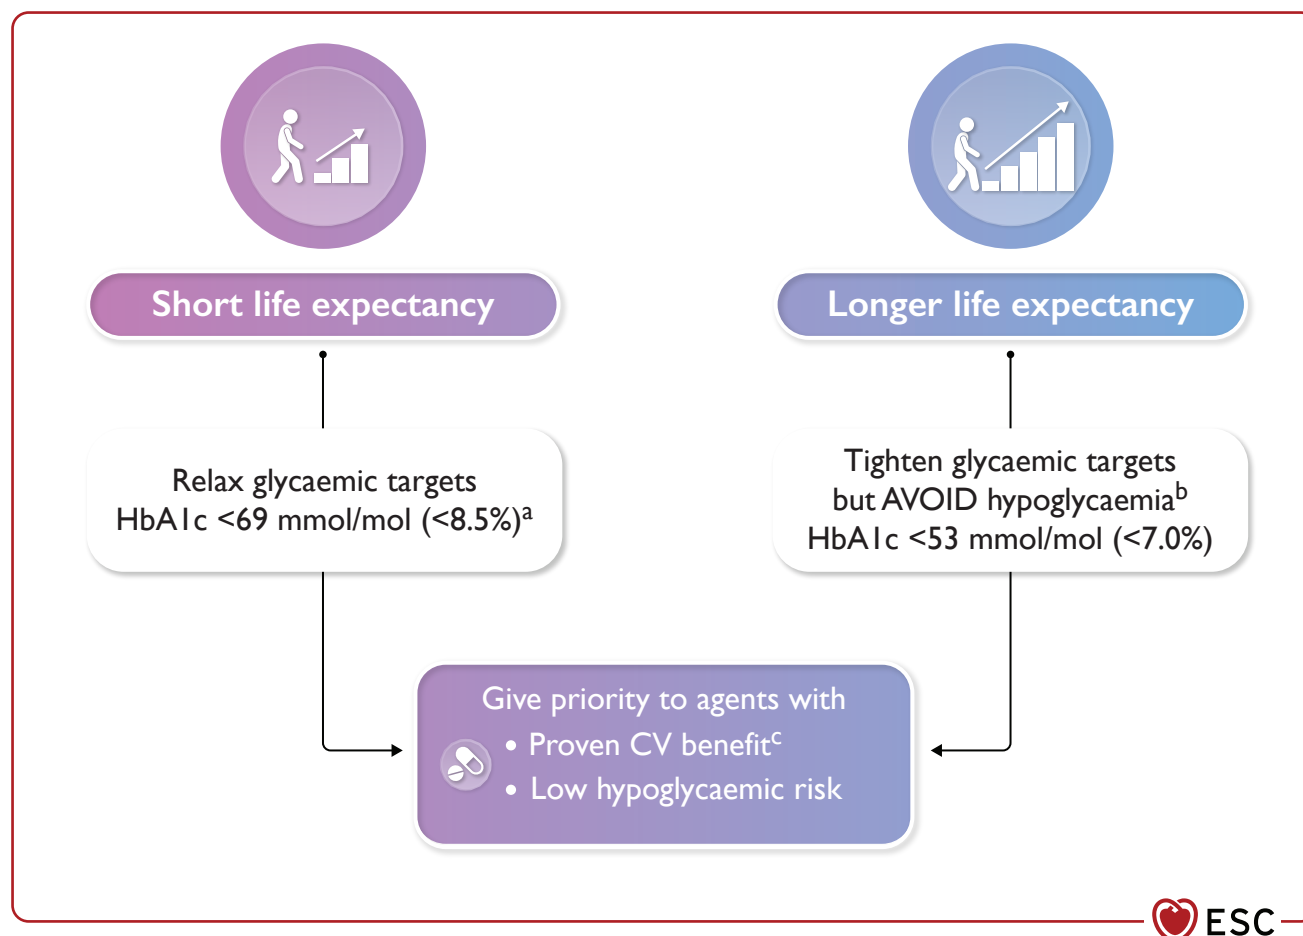 Short life expectancy
Relax glycaemic targets
HbA1c <69 mmol/mol (<8.5%)ᵃ
Longer life expectancy
Tighten glycaemic targets
but AVOID hypoglycaemiaᵇ
HbA1c <53 mmol/mol (<7.0%)
Give priority to agents with
• Proven CV benefitᶜ
• Low hypoglycaemic risk
ESC